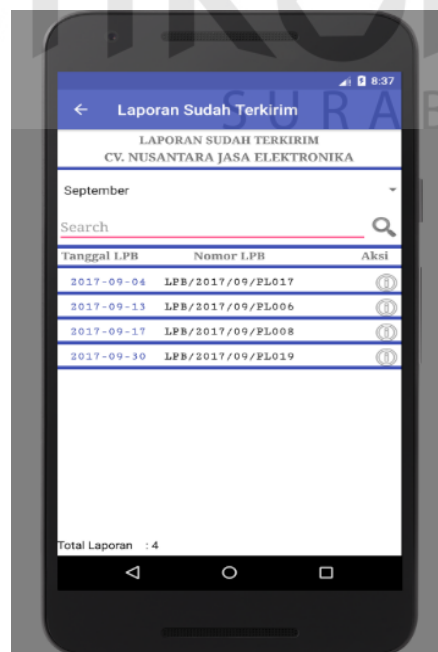 8:37
Laporan Sudah Terkirim
SURAB
LAPORAN SUDAH TERKIRIM
CV. NUSANTARA JASA ELEKTRONIKA
September
Search
Tanggal LPB Nomor LPB Aksi
2017-09-04 LPB/2017/09/PL017
2017-09-13 LPB/2017/09/PL006
2017-09-17 LPB/2017/09/PL008
2017-09-30 LPB/2017/09/PL019
Total Laporan : 4